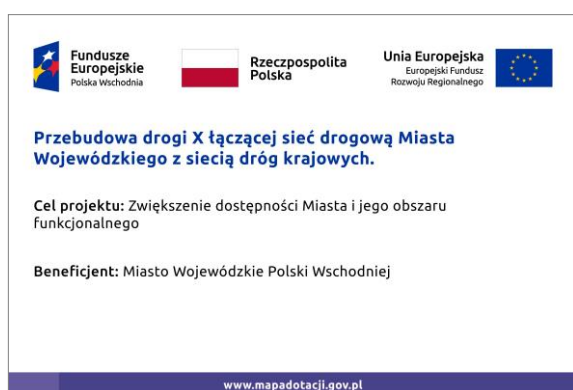 Fundusze
Europejskie
Polska Wschodnia
Rzeczpospolita
Polska
Unia Europejska
Europejski Fundusz
Rozwoju Regionalnego
Przebudowa drogi X łączącej sieć drogową Miasta
Wojewódzkiego z siecią dróg krajowych.
Cel projektu: Zwiększenie dostępności Miasta i jego obszaru
funkcjonalnego
Beneficjent: Miasto Wojewódzkie Polski Wschodniej
www.mapadotacji.gov.pl